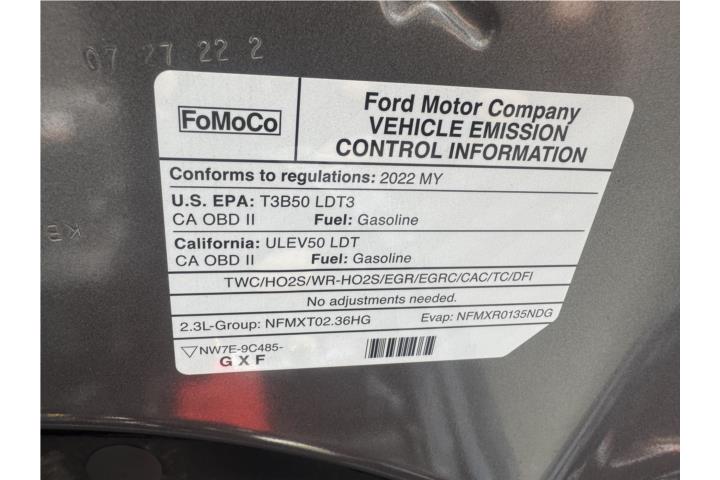 07 27 22 2
FoMoCo
Ford Motor Company
VEHICLE EMISSION
CONTROL INFORMATION
Conforms to regulations: 2022 MY
U.S. EPA: T3B50 LDT3
CA OBD II Fuel: Gasoline
California: ULEV50 LDT
CA OBD II Fuel: Gasoline
TWC/HO2S/WR-HO2S/EGR/EGRC/CAC/TC/DFI
No adjustments needed.
2.3L-Group: NFMXT02.36HG Evap: NFMXR0135NDG
NW7E-9C485-
G X F